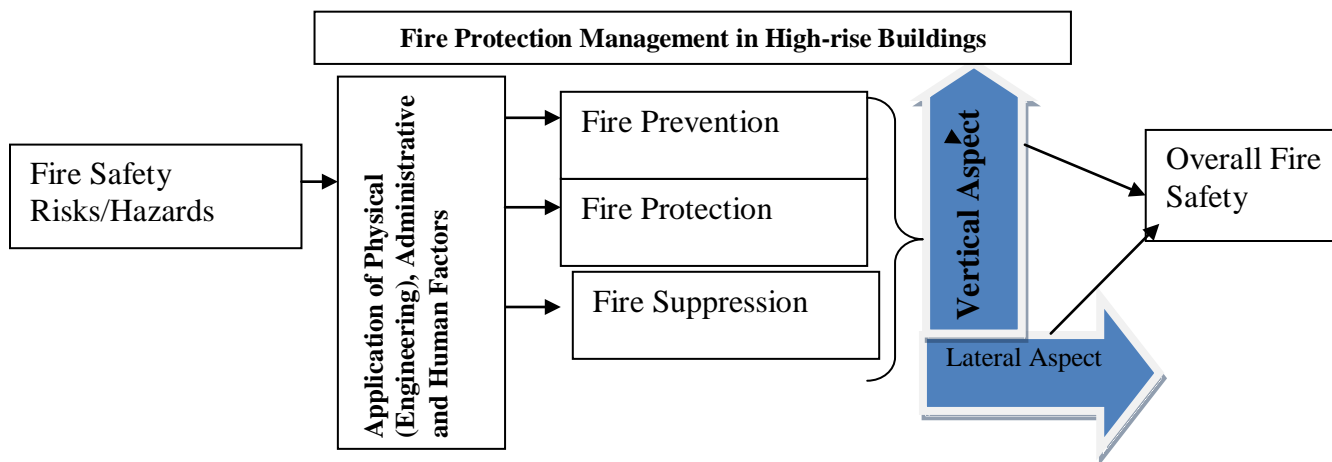 Fire Protection Management in High-rise Buildings
Fire Safety
Risks/Hazards
Application of Physical
(Engineering), Administrative
and Human Factors
Fire Prevention
Fire Protection
Fire Suppression
Vertical Aspect
Lateral Aspect
Overall Fire
Safety